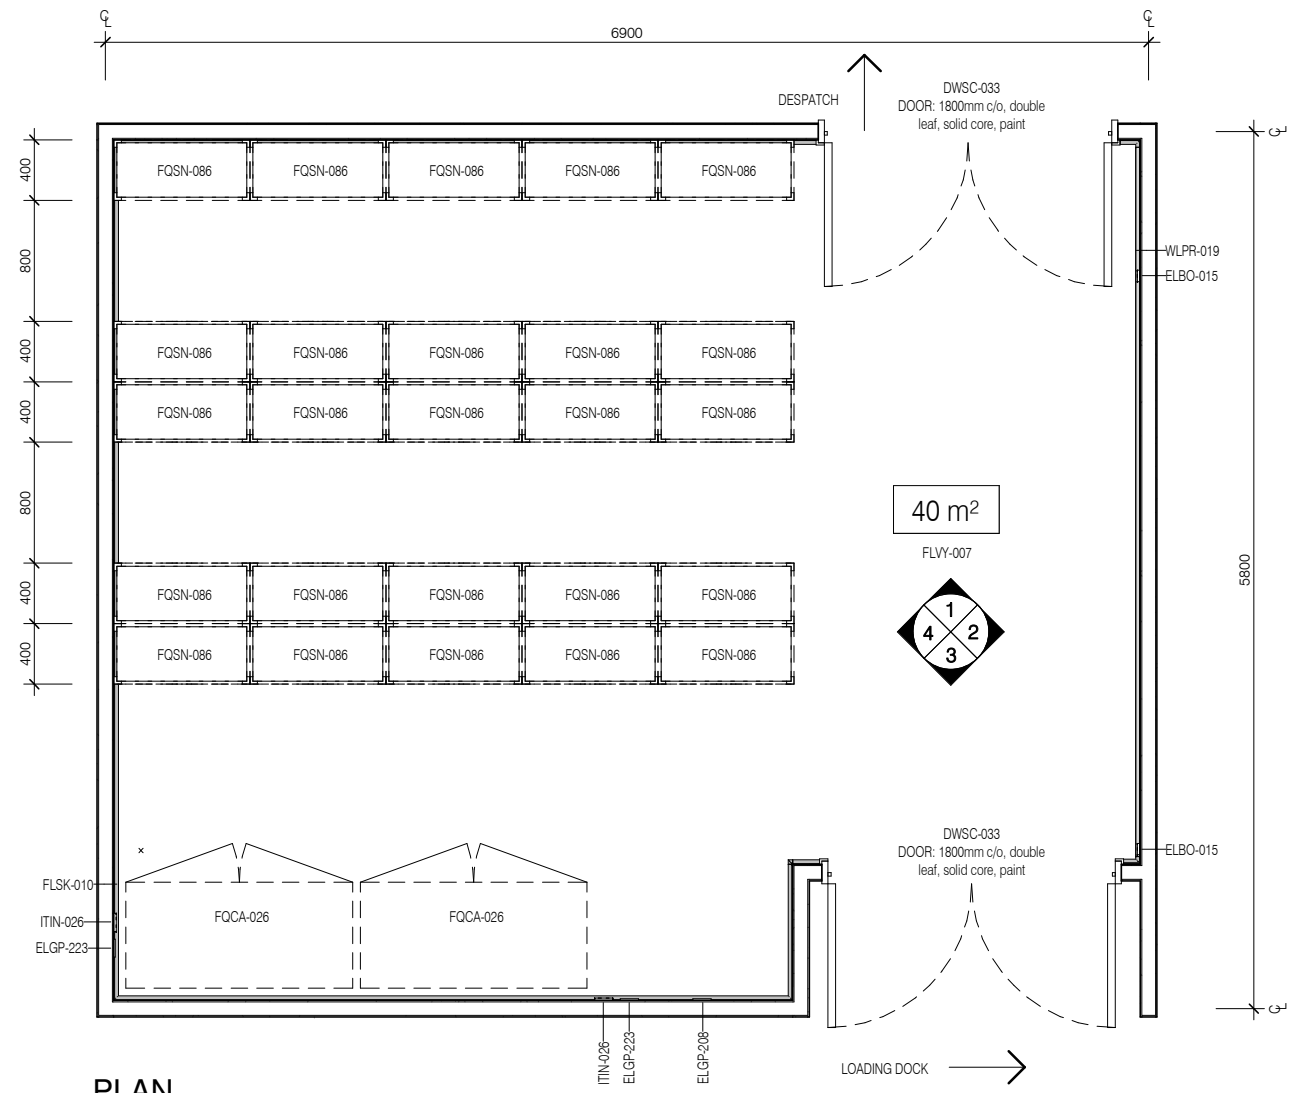 ℄ ℄
6900
DESPATCH
DWSC-033
DOOR: 1800mm c/o, double
leaf, solid core, paint
℄
400
FQSN-086 FQSN-086 FQSN-086 FQSN-086 FQSN-086
800
WLPR-019
ELBO-015
400
FQSN-086 FQSN-086 FQSN-086 FQSN-086 FQSN-086
400
FQSN-086 FQSN-086 FQSN-086 FQSN-086 FQSN-086
800
40 m²
FLVY-007
5800
400
FQSN-086 FQSN-086 FQSN-086 FQSN-086 FQSN-086
1
4 2
3
400
FQSN-086 FQSN-086 FQSN-086 FQSN-086 FQSN-086
DWSC-033
DOOR: 1800mm c/o, double
leaf, solid core, paint
ELBO-015
FLSK-010
ITIN-026
ELGP-223
FQCA-026 FQCA-026
℄
ITIN-026
ELGP-223
ELGP-208
LOADING DOCK
PLAN